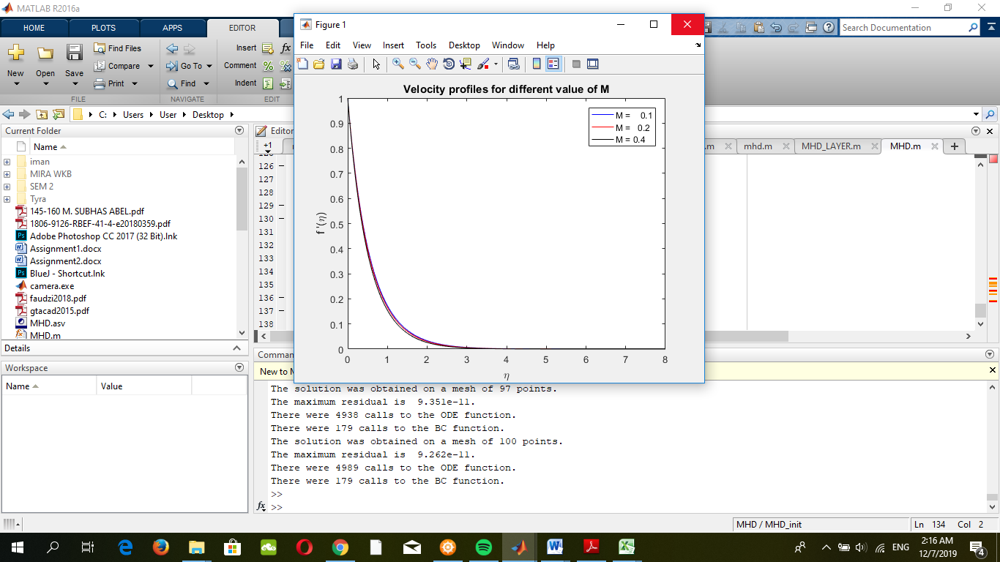 MATLAB R2016a
HOME PLOTS APPS EDITOR
Search Documentation
New Open Save
Find Files
Compare
Print
Go To
Find
Insert fx
Comment
Indent
FILE NAVIGATE EDIT
C: Users User Desktop
Current Folder
Name
iman
MIRA WKB
SEM 2
Tyra
145-160 M. SUBHAS ABEL.pdf
1806-9126-RBEF-41-4-e20180359.pdf
Adobe Photoshop CC 2017 (32 Bit).lnk
Assignment1.docx
Assignment2.docx
BlueJ - Shortcut.lnk
camera.exe
faudzi2018.pdf
gtacad2015.pdf
MHD.asv
MHD.m
Details
Workspace
Name Value
Editor
+1
.m mhd.m MHD_LAYER.m MHD.m
126 –
127
128
129 –
130 –
131
132
133
134
135
136 –
137 –
138
Figure 1
File Edit View Insert Tools Desktop Window Help
Velocity profiles for different value of M
M = 0.1
M = 0.2
M = 0.4
1
0.9
0.8
0.7
0.6
0.5
0.4
0.3
0.2
0.1
0
f '(η)
0 1 2 3 4 5 6 7 8
η
Comman
New to M
The solution was obtained on a mesh of 97 points.
The maximum residual is  9.351e-11.
There were 4938 calls to the ODE function.
There were 179 calls to the BC function.
The solution was obtained on a mesh of 100 points.
The maximum residual is  9.262e-11.
There were 4989 calls to the ODE function.
There were 179 calls to the BC function.
>>
fx >>
MHD / MHD_init Ln 134 Col 2
ENG
2:16 AM
12/7/2019
4